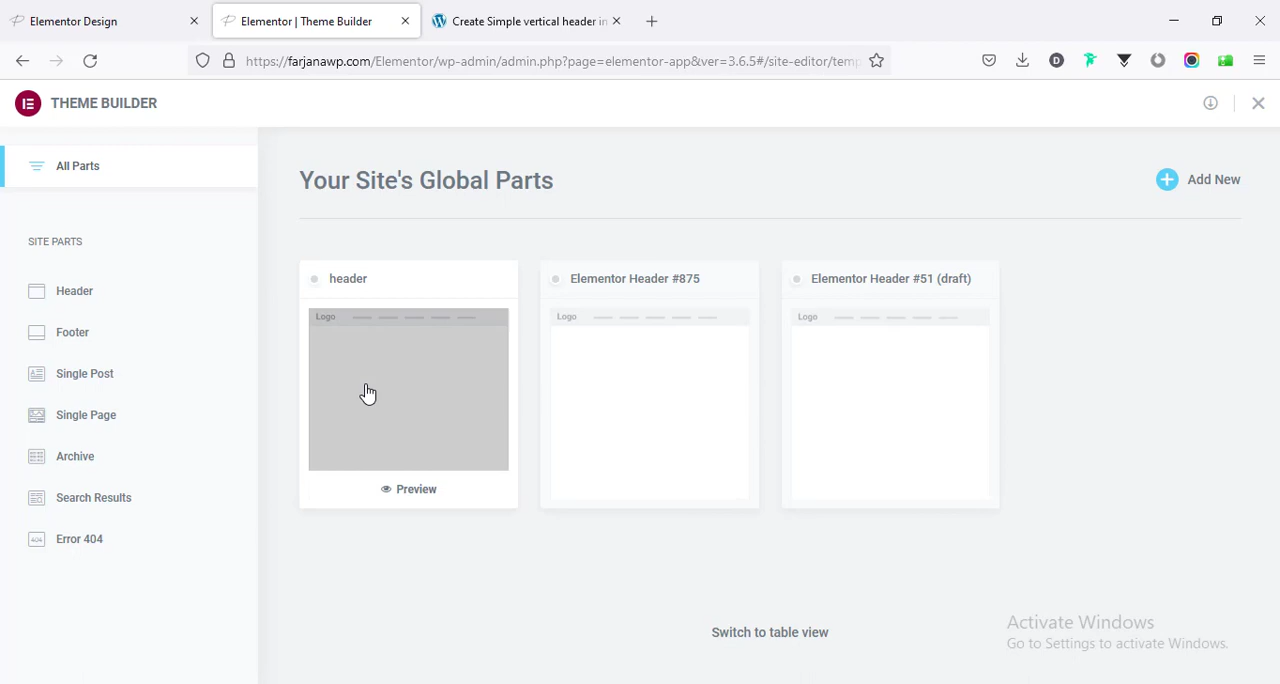 Elementor Design
Elementor | Theme Builder
Create Simple vertical header in
https://farjanawp.com/Elementor/wp-admin/admin.php?page=elementor-app&ver=3.6.5#/site-editor/temp
THEME BUILDER
All Parts
SITE PARTS
Header
Footer
Single Post
Single Page
Archive
Search Results
404
Error 404
Your Site's Global Parts
Add New
header
Logo
Preview
Elementor Header #875
Logo
Elementor Header #51 (draft)
Logo
Switch to table view
Activate Windows
Go to Settings to activate Windows.